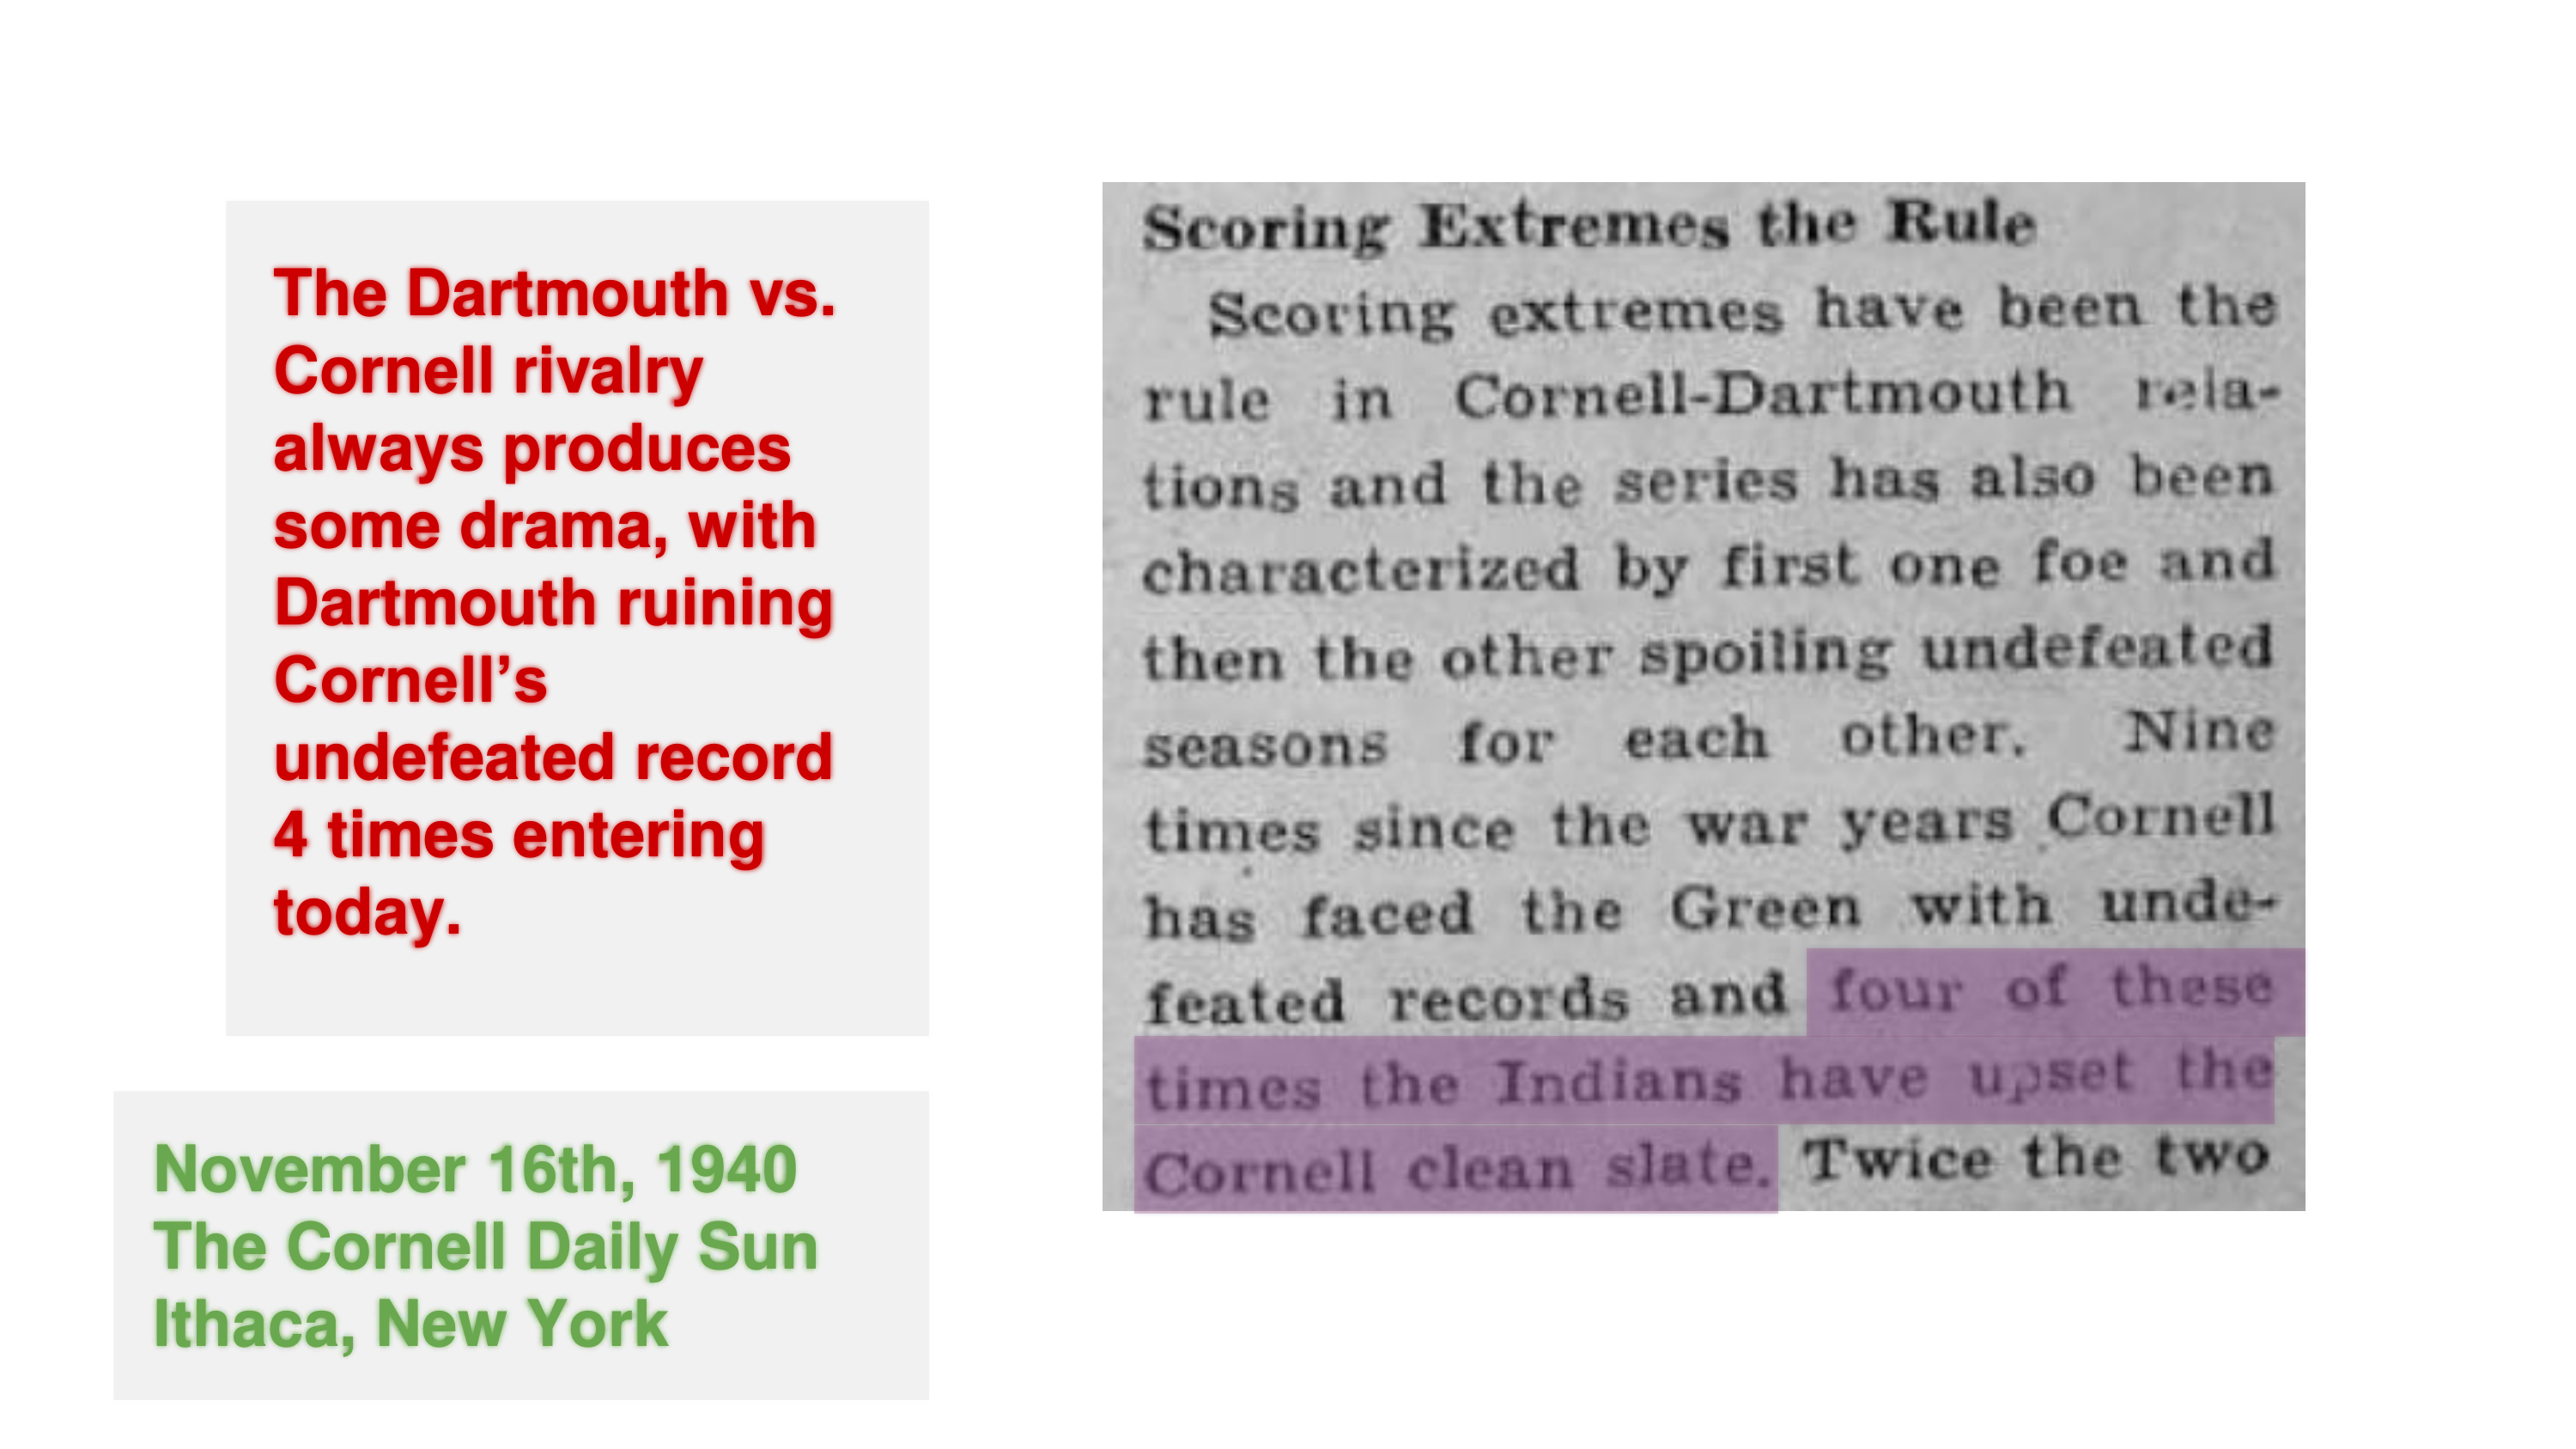 The Dartmouth vs.
Cornell rivalry
always produces
some drama, with
Dartmouth ruining
Cornell’s
undefeated record
4 times entering
today.
November 16th, 1940
The Cornell Daily Sun
Ithaca, New York
Scoring Extremes the Rule
Scoring extremes have been the
rule in Cornell-Dartmouth rela-
tions and the series has also been
characterized by first one foe and
then the other spoiling undefeated
seasons for each other. Nine
times since the war years Cornell
has faced the Green with unde-
feated records and four of these
times the Indians have upset the
Cornell clean slate. Twice the two